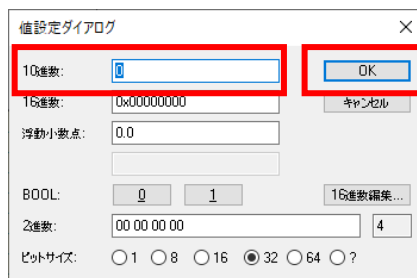 値設定ダイアログ
10進数: 0 OK
16進数: 0x00000000 キャンセル
浮動小数点: 0.0
BOOL: 0 1 16進数編集...
2進数: 00 00 00 00 4
ビットサイズ: 1 8 16 32 64 ?